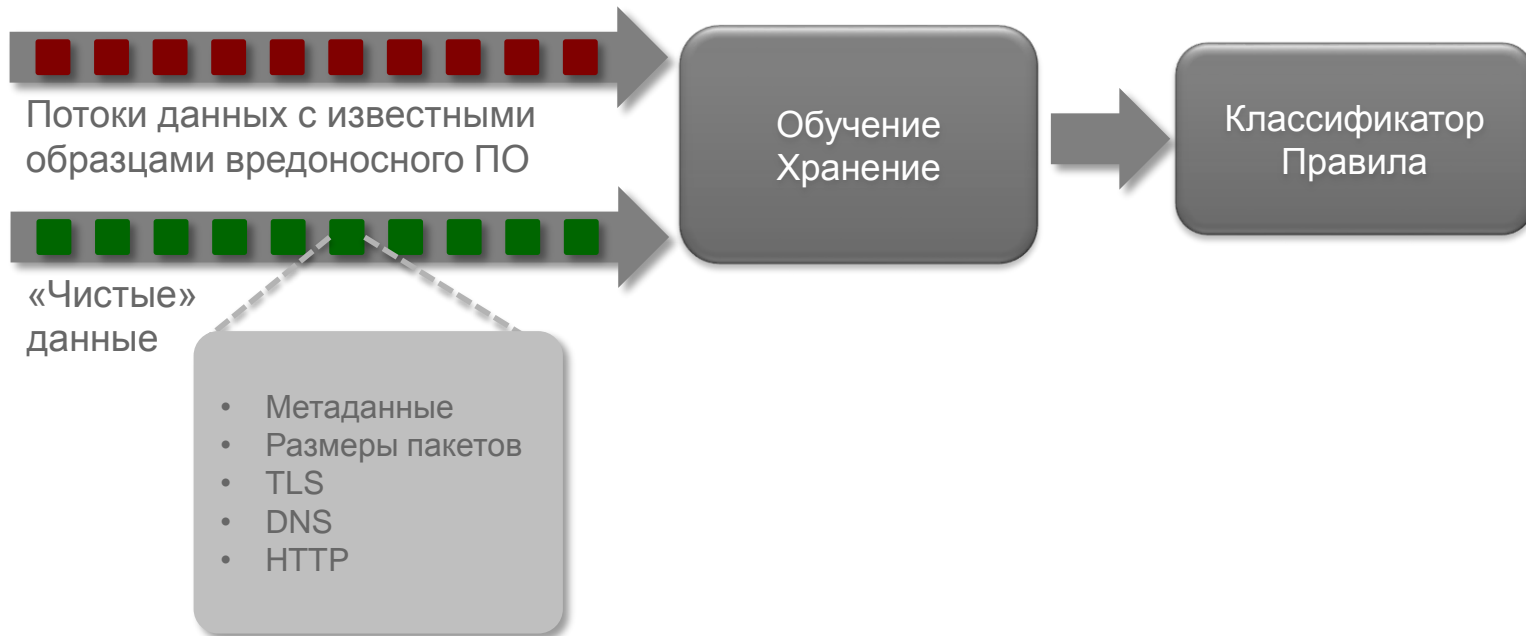 Потоки данных с известными
образцами вредоносного ПО
Обучение
Хранение
Классификатор
Правила
«Чистые»
данные
• Метаданные
• Размеры пакетов
• TLS
• DNS
• HTTP